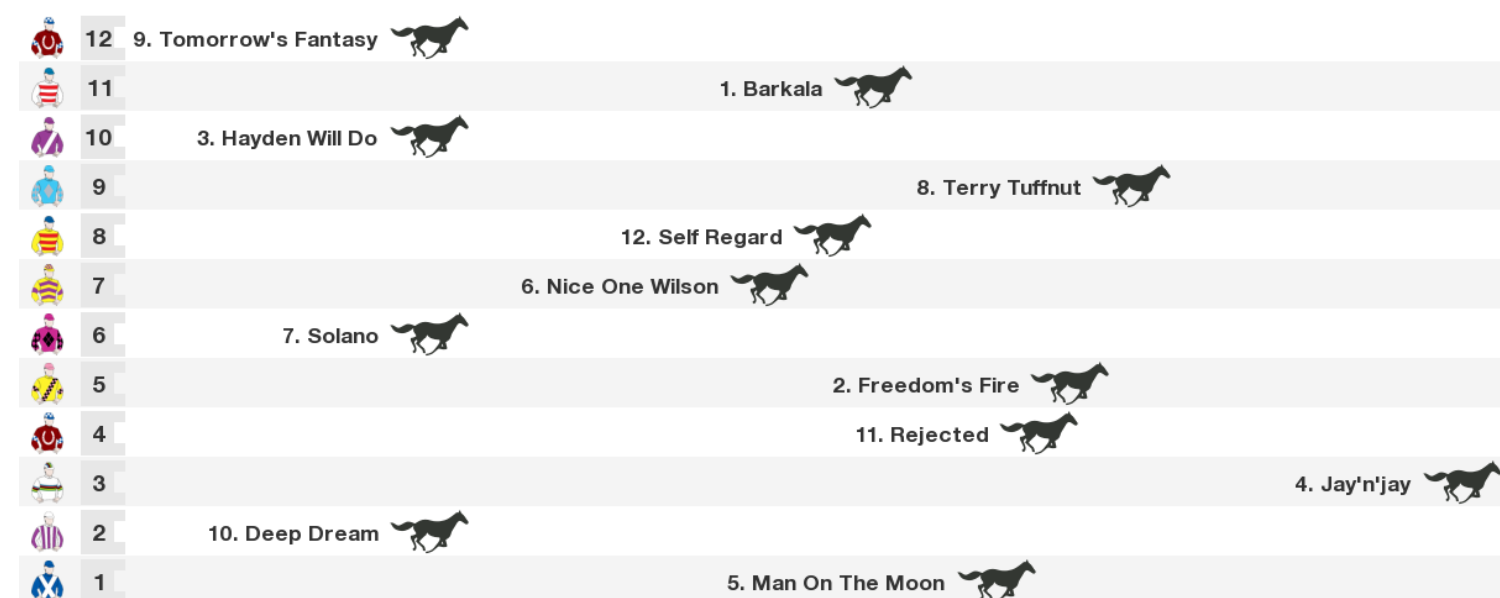 12 9. Tomorrow's Fantasy
11 1. Barkala
10 3. Hayden Will Do
9 8. Terry Tuffnut
8 12. Self Regard
7 6. Nice One Wilson
6 7. Solano
5 2. Freedom's Fire
4 11. Rejected
3 4. Jay'n'jay
2 10. Deep Dream
1 5. Man On The Moon